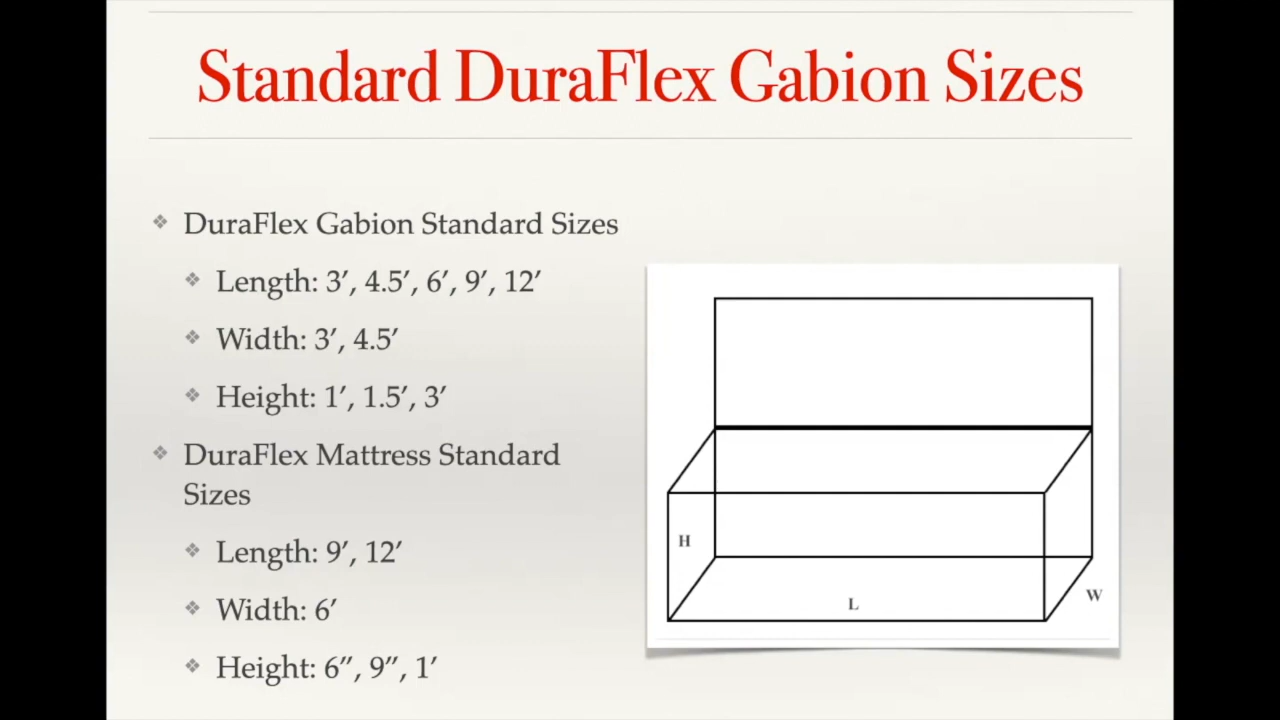 Standard DuraFlex Gabion Sizes
❖ DuraFlex Gabion Standard Sizes
❖ Length: 3′, 4.5′, 6′, 9′, 12′
❖ Width: 3′, 4.5′
❖ Height: 1′, 1.5′, 3′
❖ DuraFlex Mattress Standard
Sizes
❖ Length: 9′, 12′
❖ Width: 6′
❖ Height: 6″, 9″, 1′
H
W
L